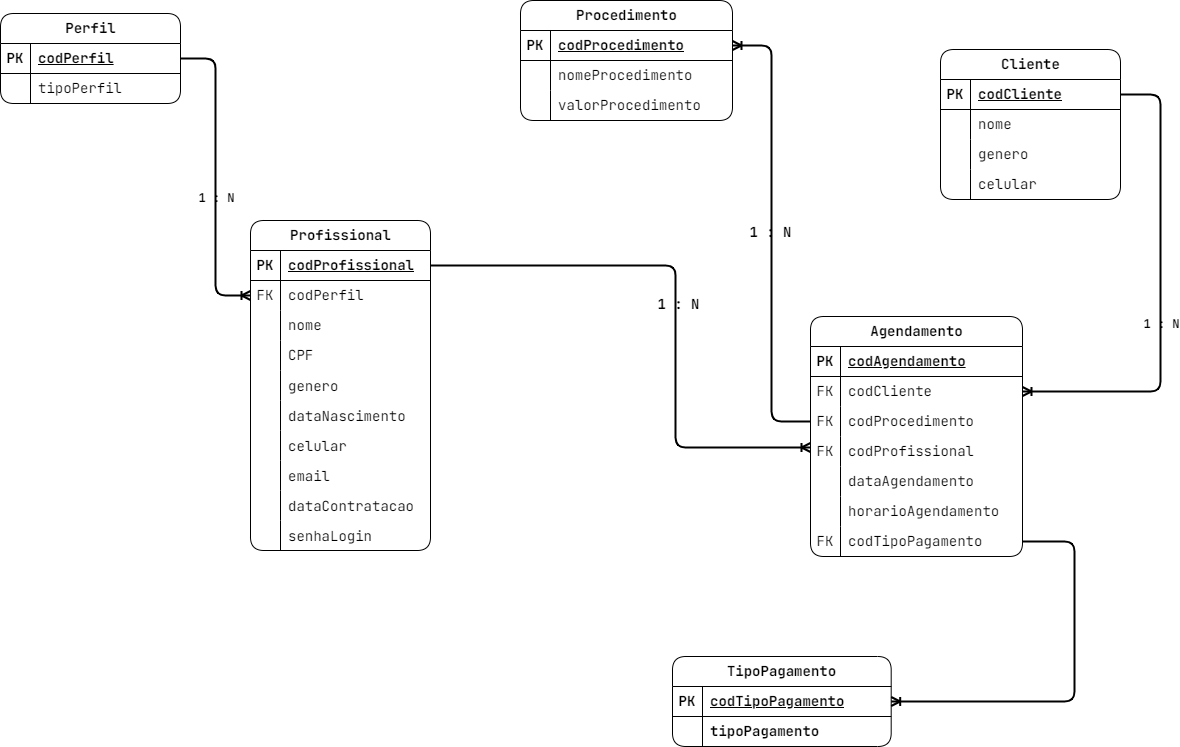 Perfil
PK codPerfil
tipoPerfil
1 : N
Procedimento
PK codProcedimento
nomeProcedimento
valorProcedimento
1 : N
Cliente
PK codCliente
nome
genero
celular
1 : N
Profissional
PK codProfissional
FK codPerfil
nome
CPF
genero
dataNascimento
celular
email
dataContratacao
senhaLogin
1 : N
Agendamento
PK codAgendamento
FK codCliente
FK codProcedimento
FK codProfissional
dataAgendamento
horarioAgendamento
FK codTipoPagamento
TipoPagamento
PK codTipoPagamento
tipoPagamento